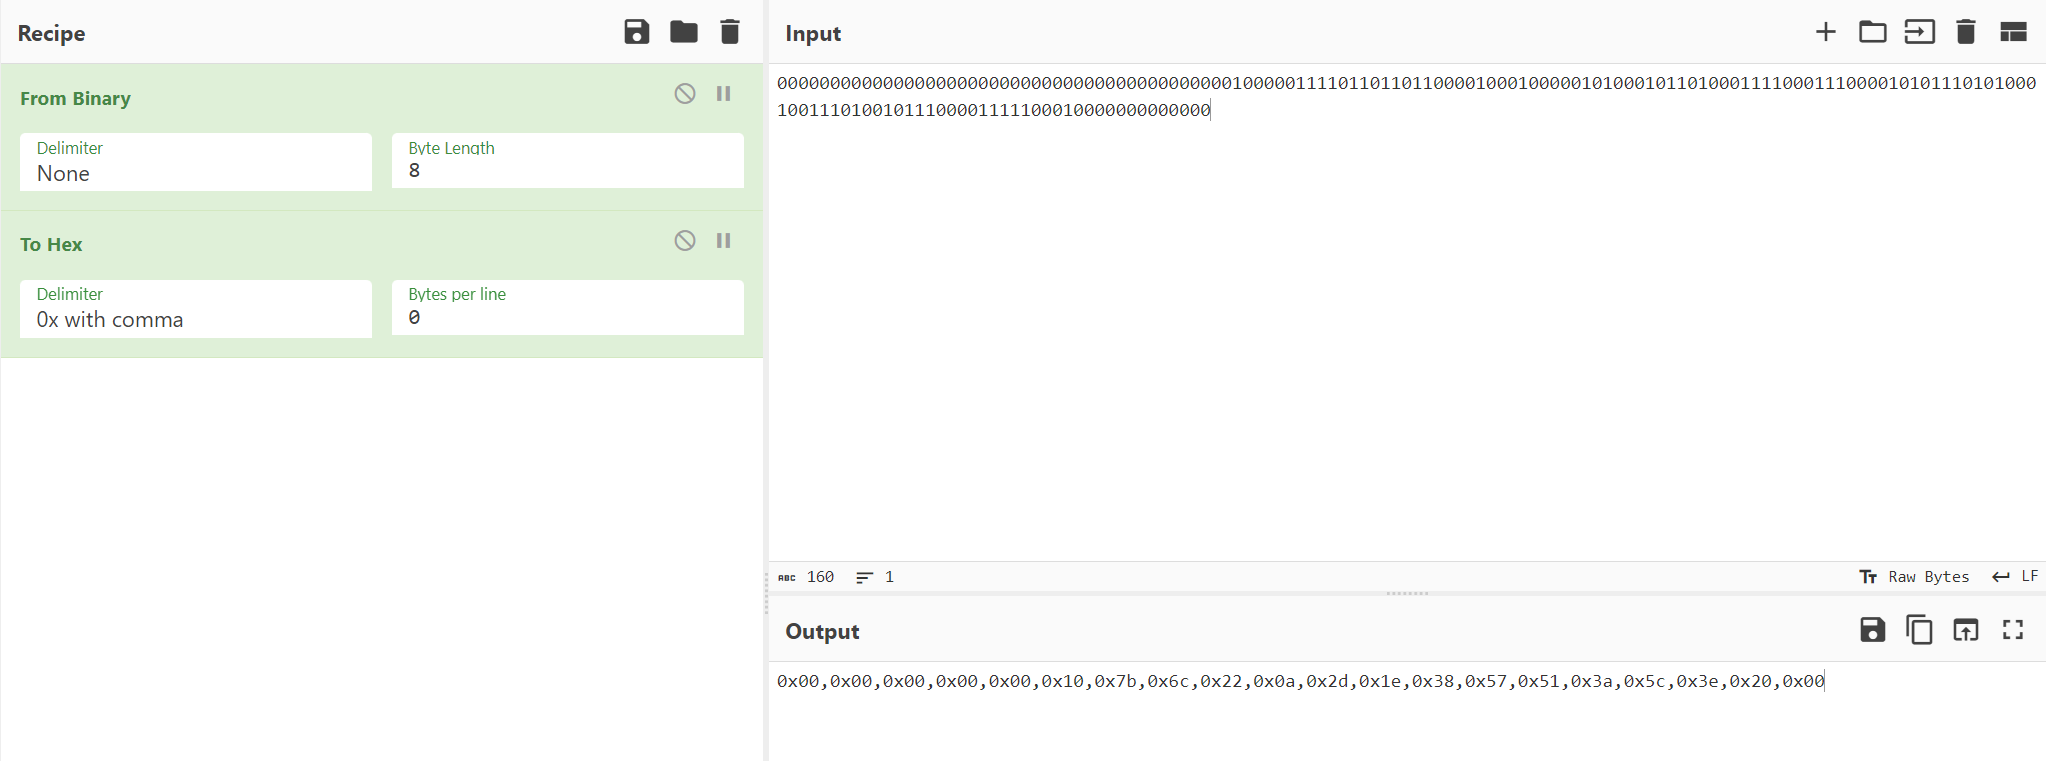 Recipe
From Binary
Delimiter
None
Byte Length
8
To Hex
Delimiter
0x with comma
Bytes per line
0
Input
00000000000000000000000000000000000000000001000001111011011011000010001000001010001011010001111000111000010101110101000
10011101001011100001111100010000000000000
ABC 160 1
Raw Bytes LF
Output
0x00,0x00,0x00,0x00,0x00,0x10,0x7b,0x6c,0x22,0x0a,0x2d,0x1e,0x38,0x57,0x51,0x3a,0x5c,0x3e,0x20,0x00